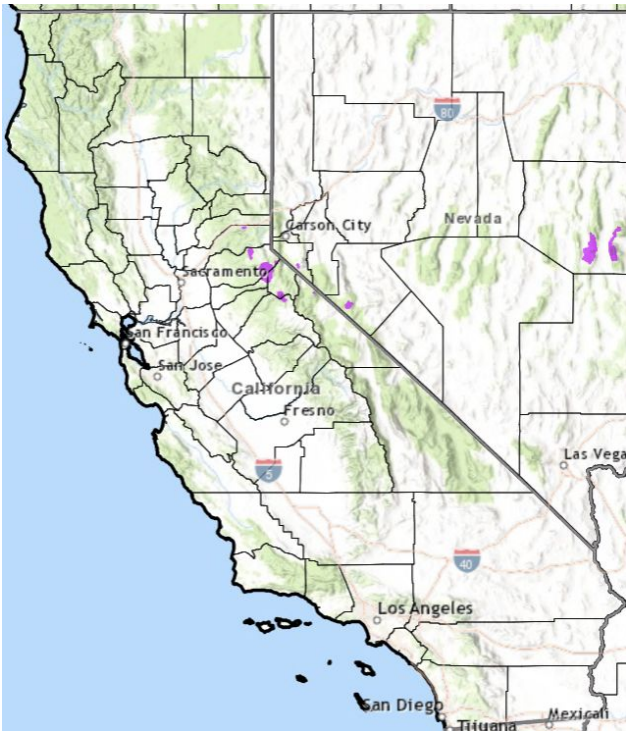 80
Nevada
Carson City
Sacramento
San Francisco
San Jose
California
Fresno
5
Las Vega
40
Los Angeles
San Diego
Mexicali
Tijuana